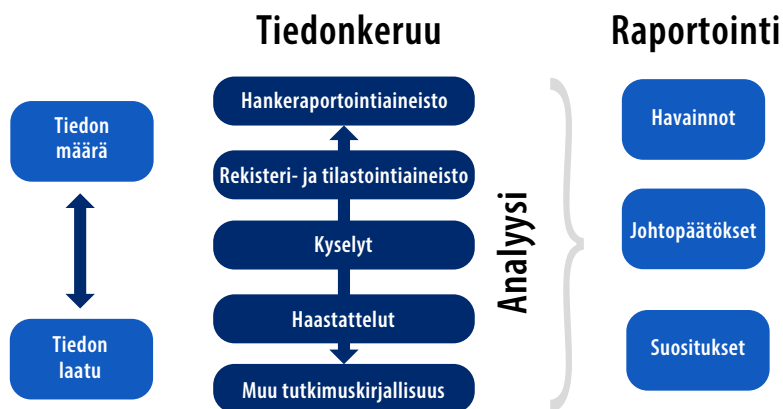 Tiedonkeruu
Raportointi
Tiedon
määrä
Tiedon
laatu
Hankeraportointiaineisto
Rekisteri- ja tilastointiaineisto
Kyselyt
Haastattelut
Muu tutkimuskirjallisuus
Analyysi
Havainnot
Johtopäätökset
Suositukset